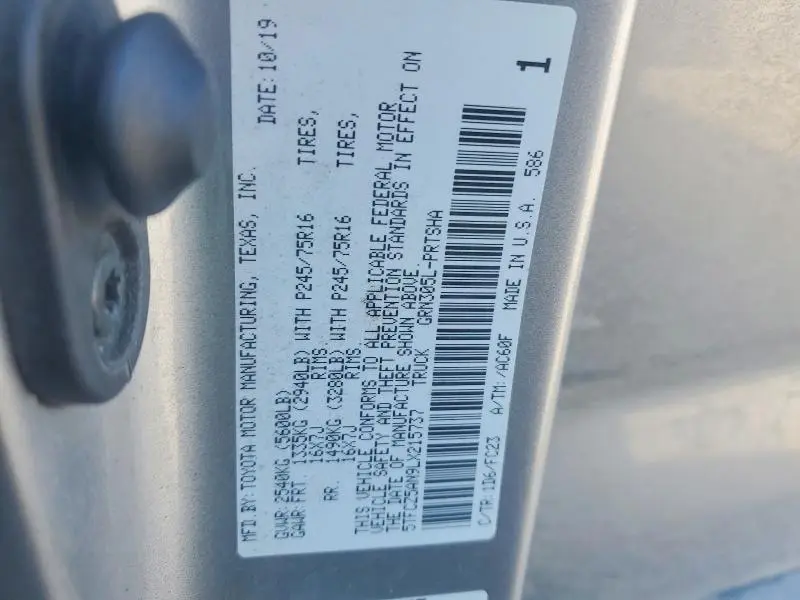 MFD.BY:TOYOTA MOTOR MANUFACTURING, TEXAS, INC. DATE:10/19
GVWR:2540KG (5600LB)
GAWR:FRT. 1335KG (2940LB) WITH P245/75R16 TIRES,
16X7J RIMS
RR. 1490KG (3280LB) WITH P245/75R16 TIRES,
16X7J RIMS
THIS VEHICLE CONFORMS TO ALL APPLICABLE FEDERAL MOTOR
VEHICLE SAFETY AND THEFT PREVENTION STANDARDS IN EFFECT ON
THE DATE OF MANUFACTURE SHOWN ABOVE.
5TFCZ5AN9LX215737 TRUCK GRN305L-PRTSHA
C/TR:1D6/FC23 A/TM:/AC60F MADE IN U.S.A. 586
1